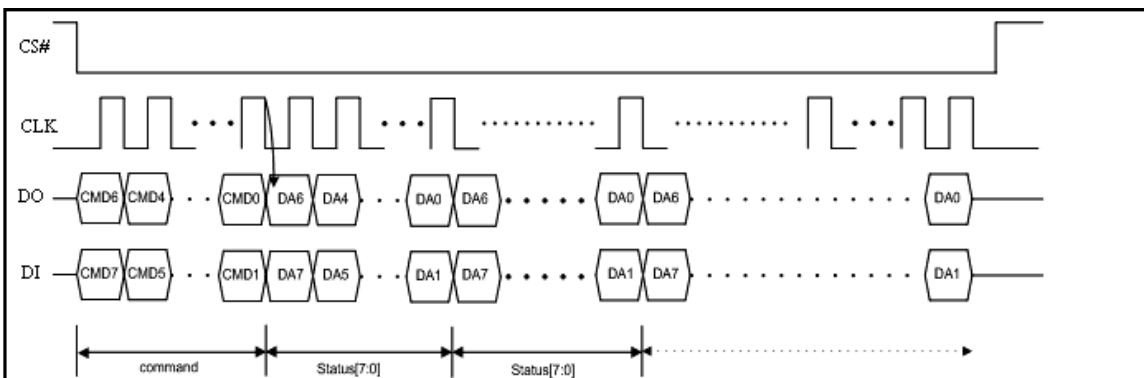 CS#
CLK
DO CMD6 CMD4 CMD0 DA6 DA4 DA0 DA6 DA0 DA6 DA0
DI CMD7 CMD5 CMD1 DA7 DA5 DA1 DA7 DA1 DA7 DA1
command Status[7:0] Status[7:0]